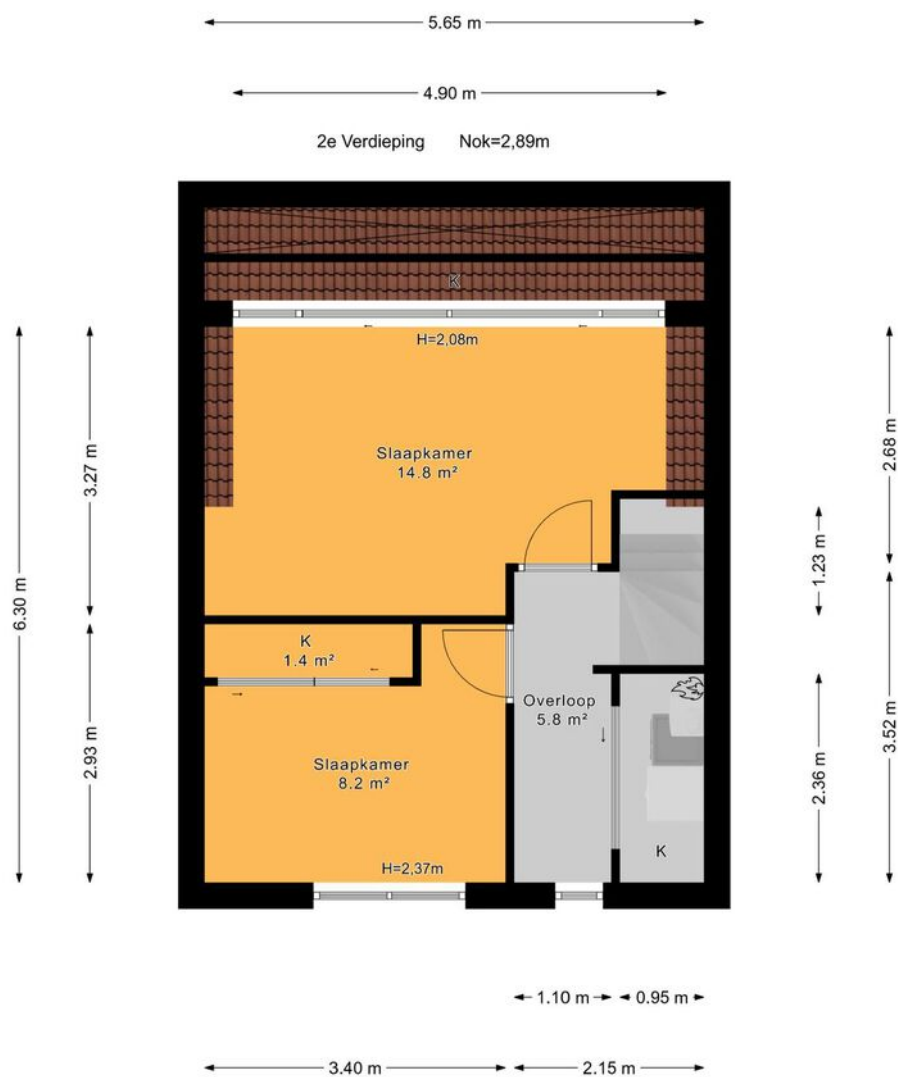 5.65 m
4.90 m
2e Verdieping Nok=2,89m
K
H=2,08m
Slaapkamer
14.8 m²
3.27 m
2.68 m
6.30 m
1.23 m
K
1.4 m²
Overloop
5.8 m²
2.93 m
Slaapkamer
8.2 m²
2.36 m
3.52 m
K
H=2,37m
1.10 m
0.95 m
3.40 m
2.15 m